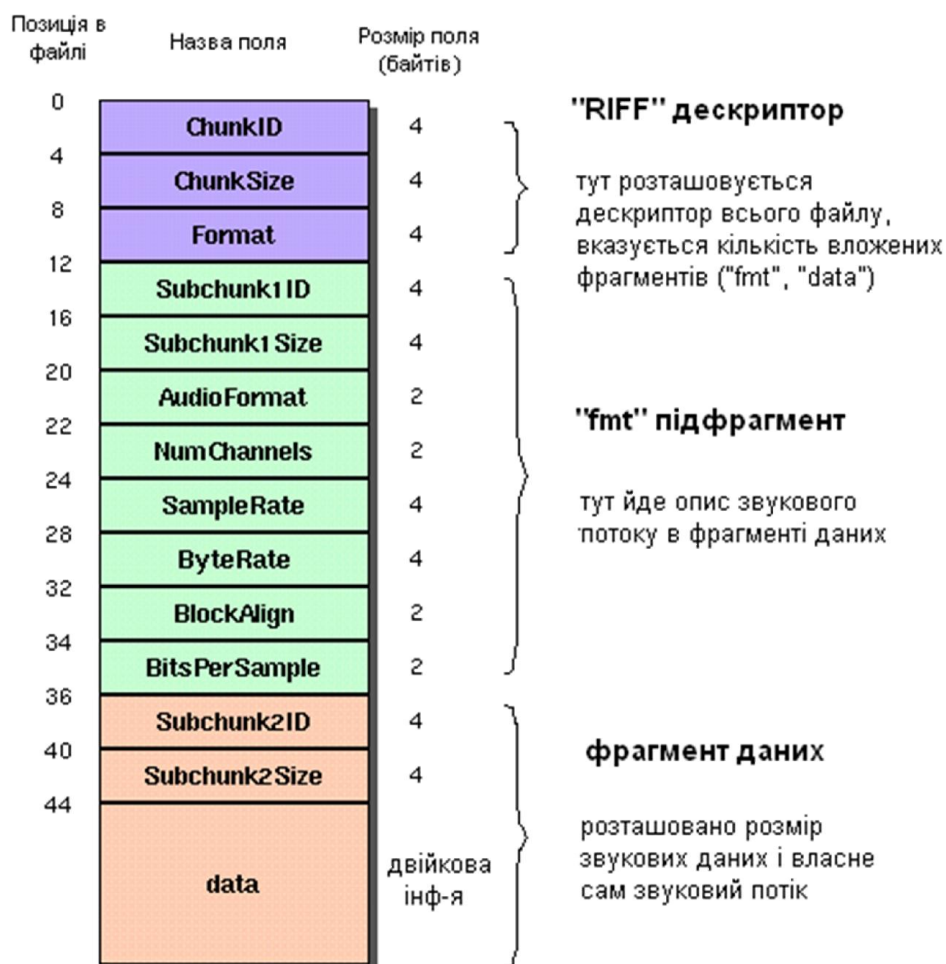 Позиція в
файлі
Назва поля
Розмір поля
(байтів)
0
ChunkID
4
"RIFF" дескриптор
4
ChunkSize
4
тут розташовується
дескриптор всього файлу,
вказується кількість вложених
фрагментів ("fmt", "data")
8
Format
4
12
Subchunk1ID
4
16
Subchunk1Size
4
20
AudioFormat
2
"fmt" підфрагмент
22
NumChannels
2
24
SampleRate
4
тут йде опис звукового
потоку в фрагменті даних
28
ByteRate
4
32
BlockAlign
2
34
BitsPerSample
2
36
Subchunk2ID
4
фрагмент даних
40
Subchunk2Size
4
44
data
двійкова
інф-я
розташовано розмір
звукових даних і власне
сам звуковий потік